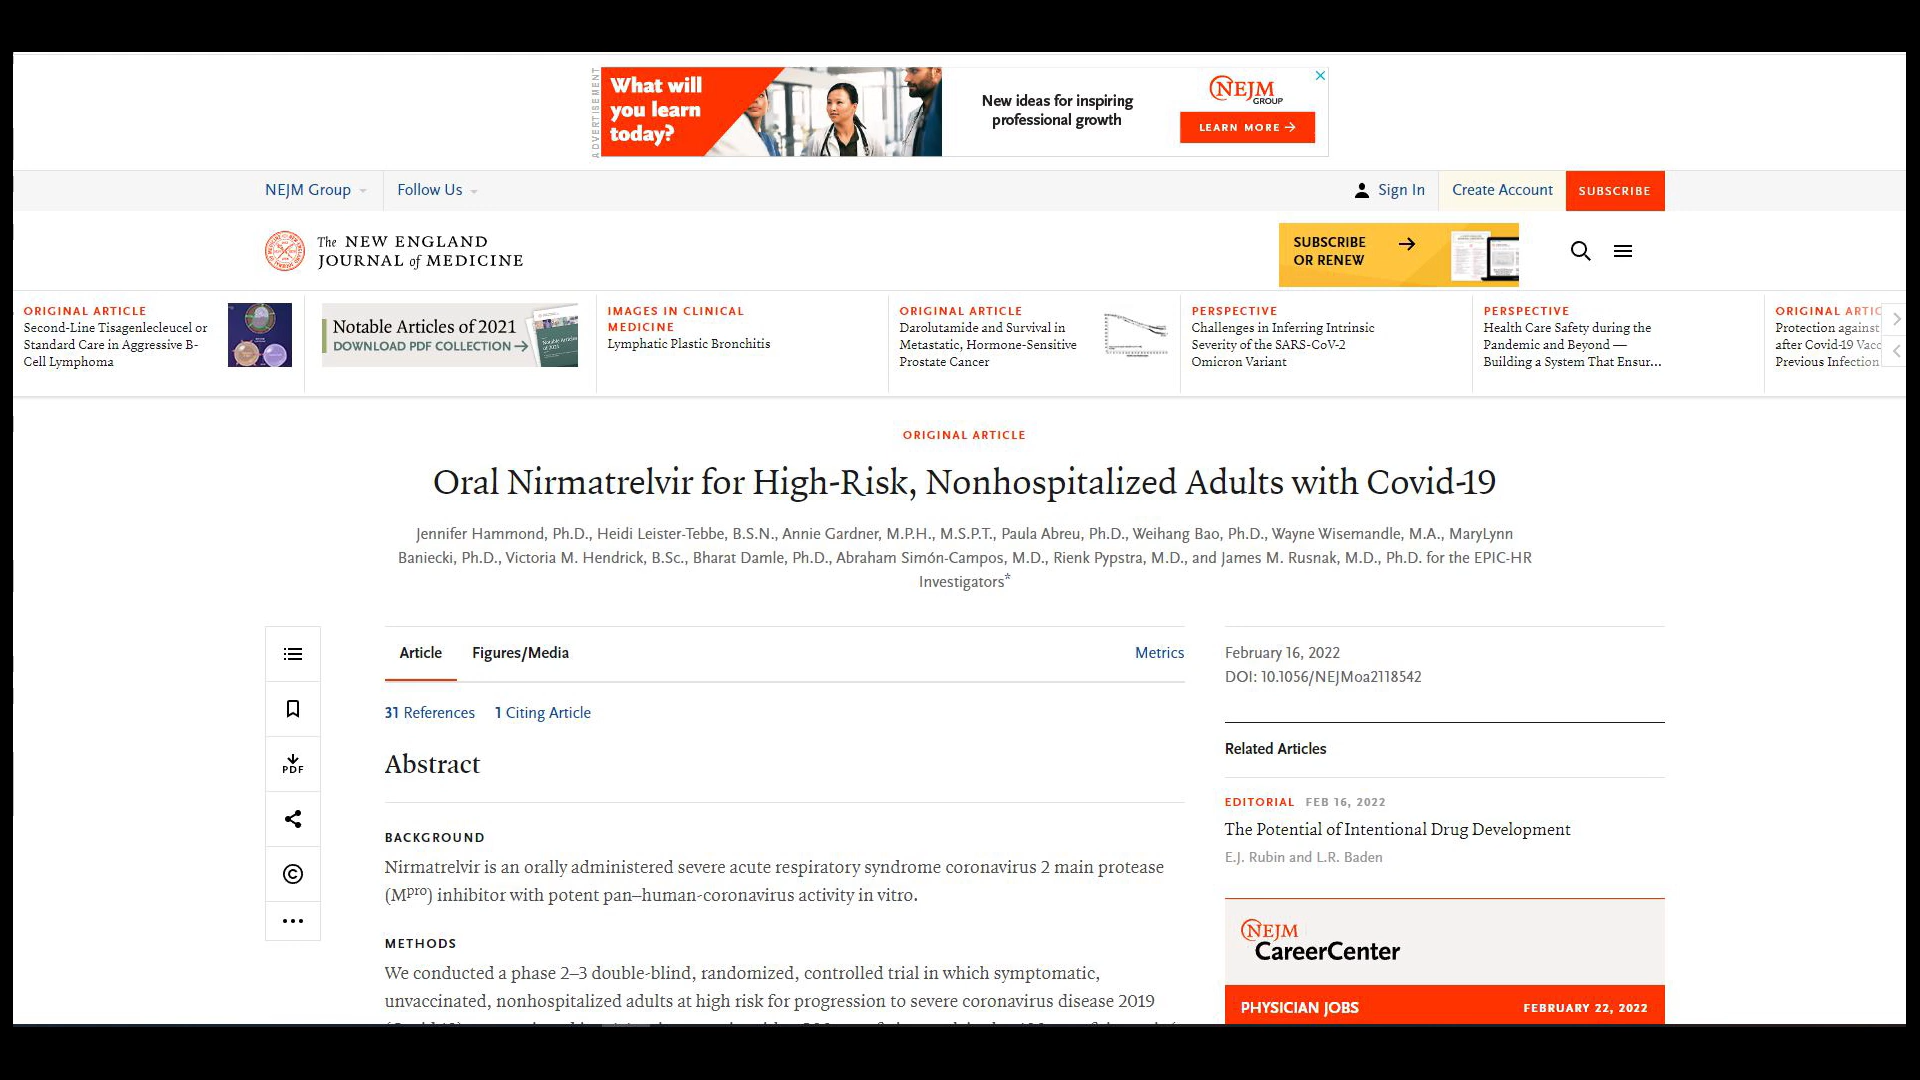 ADVERTISEMENT
What will
you learn
today?
New ideas for inspiring
professional growth
NEJM
GROUP
LEARN MORE →
NEJM Group
Follow Us
Sign In
Create Account
SUBSCRIBE
The NEW ENGLAND
JOURNAL of MEDICINE
SUBSCRIBE
OR RENEW
ORIGINAL ARTICLE
Second-Line Tisagenlecleucel or
Standard Care in Aggressive B-
Cell Lymphoma
Notable Articles of 2021
DOWNLOAD PDF COLLECTION→
IMAGES IN CLINICAL
MEDICINE
Lymphatic Plastic Bronchitis
ORIGINAL ARTICLE
Darolutamide and Survival in
Metastatic, Hormone-Sensitive
Prostate Cancer
PERSPECTIVE
Challenges in Inferring Intrinsic
Severity of the SARS-CoV-2
Omicron Variant
PERSPECTIVE
Health Care Safety during the
Pandemic and Beyond —
Building a System That Ensur...
ORIGINAL ARTIC
Protection against
after Covid-19 Vacc
Previous Infection
ORIGINAL ARTICLE
Oral Nirmatrelvir for High-Risk, Nonhospitalized Adults with Covid-19
Jennifer Hammond, Ph.D., Heidi Leister-Tebbe, B.S.N., Annie Gardner, M.P.H., M.S.P.T., Paula Abreu, Ph.D., Weihang Bao, Ph.D., Wayne Wisemandle, M.A., MaryLynn
Baniecki, Ph.D., Victoria M. Hendrick, B.Sc., Bharat Damle, Ph.D., Abraham Simón-Campos, M.D., Rienk Pypstra, M.D., and James M. Rusnak, M.D., Ph.D. for the EPIC-HR
Investigators*
Article
Figures/Media
Metrics
31 References
1 Citing Article
PDF
Abstract
BACKGROUND
Nirmatrelvir is an orally administered severe acute respiratory syndrome coronavirus 2 main protease
(Mpro) inhibitor with potent pan–human-coronavirus activity in vitro.
METHODS
We conducted a phase 2–3 double-blind, randomized, controlled trial in which symptomatic,
unvaccinated, nonhospitalized adults at high risk for progression to severe coronavirus disease 2019
February 16, 2022
DOI: 10.1056/NEJMoa2118542
Related Articles
EDITORIAL FEB 16, 2022
The Potential of Intentional Drug Development
E.J. Rubin and L.R. Baden
NEJM
CareerCenter
PHYSICIAN JOBS
FEBRUARY 22, 2022